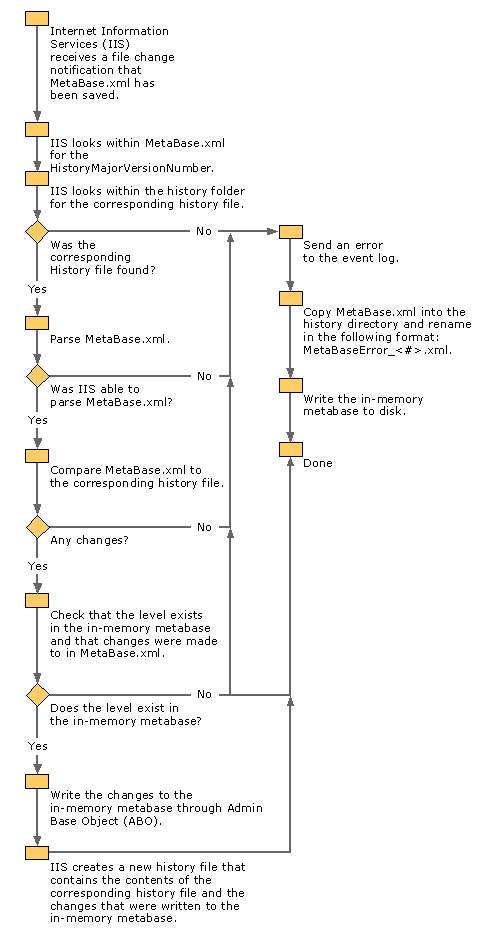 Internet Information
Services (IIS)
receives a file change
notification that
MetaBase.xml has
been saved.
IIS looks within MetaBase.xml
for the
HistoryMajorVersionNumber.
IIS looks within the history folder
for the corresponding history file.
No
Was the
corresponding
History file found?
Send an error
to the event log.
Yes
Copy MetaBase.xml into the
history directory and rename
in the following format:
MetaBaseError_<#>.xml.
Parse MetaBase.xml.
No
Was IIS able to
parse MetaBase.xml?
Write the in-memory
metabase to disk.
Yes
Compare MetaBase.xml to
the corresponding history file.
Done
No
Any changes?
Yes
Check that the level exists
in the in-memory metabase
and that changes were made
to in MetaBase.xml.
No
Does the level exist in
the in-memory metabase?
Yes
Write the changes to the
in-memory metabase through Admin
Base Object (ABO).
IIS creates a new history file that
contains the contents of the
corresponding history file and the
changes that were written to the
in-memory metabase.